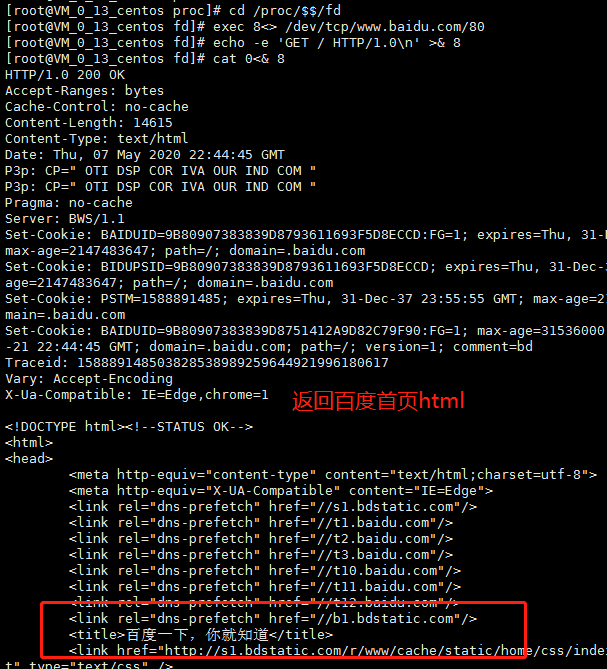 [root@VM_0_13_centos proc]# cd /proc/$$/fd
[root@VM_0_13_centos fd]# exec 8<> /dev/tcp/www.baidu.com/80
[root@VM_0_13_centos fd]# echo -e 'GET / HTTP/1.0\n' >& 8
[root@VM_0_13_centos fd]# cat 0<& 8
HTTP/1.0 200 OK
Accept-Ranges: bytes
Cache-Control: no-cache
Content-Length: 14615
Content-Type: text/html
Date: Thu, 07 May 2020 22:44:45 GMT
P3p: CP=" OTI DSP COR IVA OUR IND COM "
P3p: CP=" OTI DSP COR IVA OUR IND COM "
Pragma: no-cache
Server: BWS/1.1
Set-Cookie: BAIDUID=9B80907383839D8793611693F5D8ECCD:FG=1; expires=Thu, 31-D
max-age=2147483647; path=/; domain=.baidu.com
Set-Cookie: BIDUPSID=9B80907383839D8793611693F5D8ECCD; expires=Thu, 31-Dec-3
age=2147483647; path=/; domain=.baidu.com
Set-Cookie: PSTM=1588891485; expires=Thu, 31-Dec-37 23:55:55 GMT; max-age=21
main=.baidu.com
Set-Cookie: BAIDUID=9B80907383839D8751412A9D82C79F90:FG=1; max-age=31536000
-21 22:44:45 GMT; domain=.baidu.com; path=/; version=1; comment=bd
Traceid: 1588891485038285389892596449219961806​17
Vary: Accept-Encoding
X-Ua-Compatible: IE=Edge,chrome=1
返回百度首页html
<!DOCTYPE html><!--STATUS OK-->
<html>
<head>
<meta http-equiv="content-type" content="text/html;charset=utf-8">
<meta http-equiv="X-UA-Compatible" content="IE=Edge">
<link rel="dns-prefetch" href="//s1.bdstatic.com"/>
<link rel="dns-prefetch" href="//t1.baidu.com"/>
<link rel="dns-prefetch" href="//t2.baidu.com"/>
<link rel="dns-prefetch" href="//t3.baidu.com"/>
<link rel="dns-prefetch" href="//t10.baidu.com"/>
<link rel="dns-prefetch" href="//t11.baidu.com"/>
<link rel="dns-prefetch" href="//t12.baidu.com"/>
<link rel="dns-prefetch" href="//b1.bdstatic.com"/>
<title>百度一下，你就知道</title>
<link href="http://s1.bdstatic.com/r/www/cache/static/home/css/inde
t" type="text/css" />